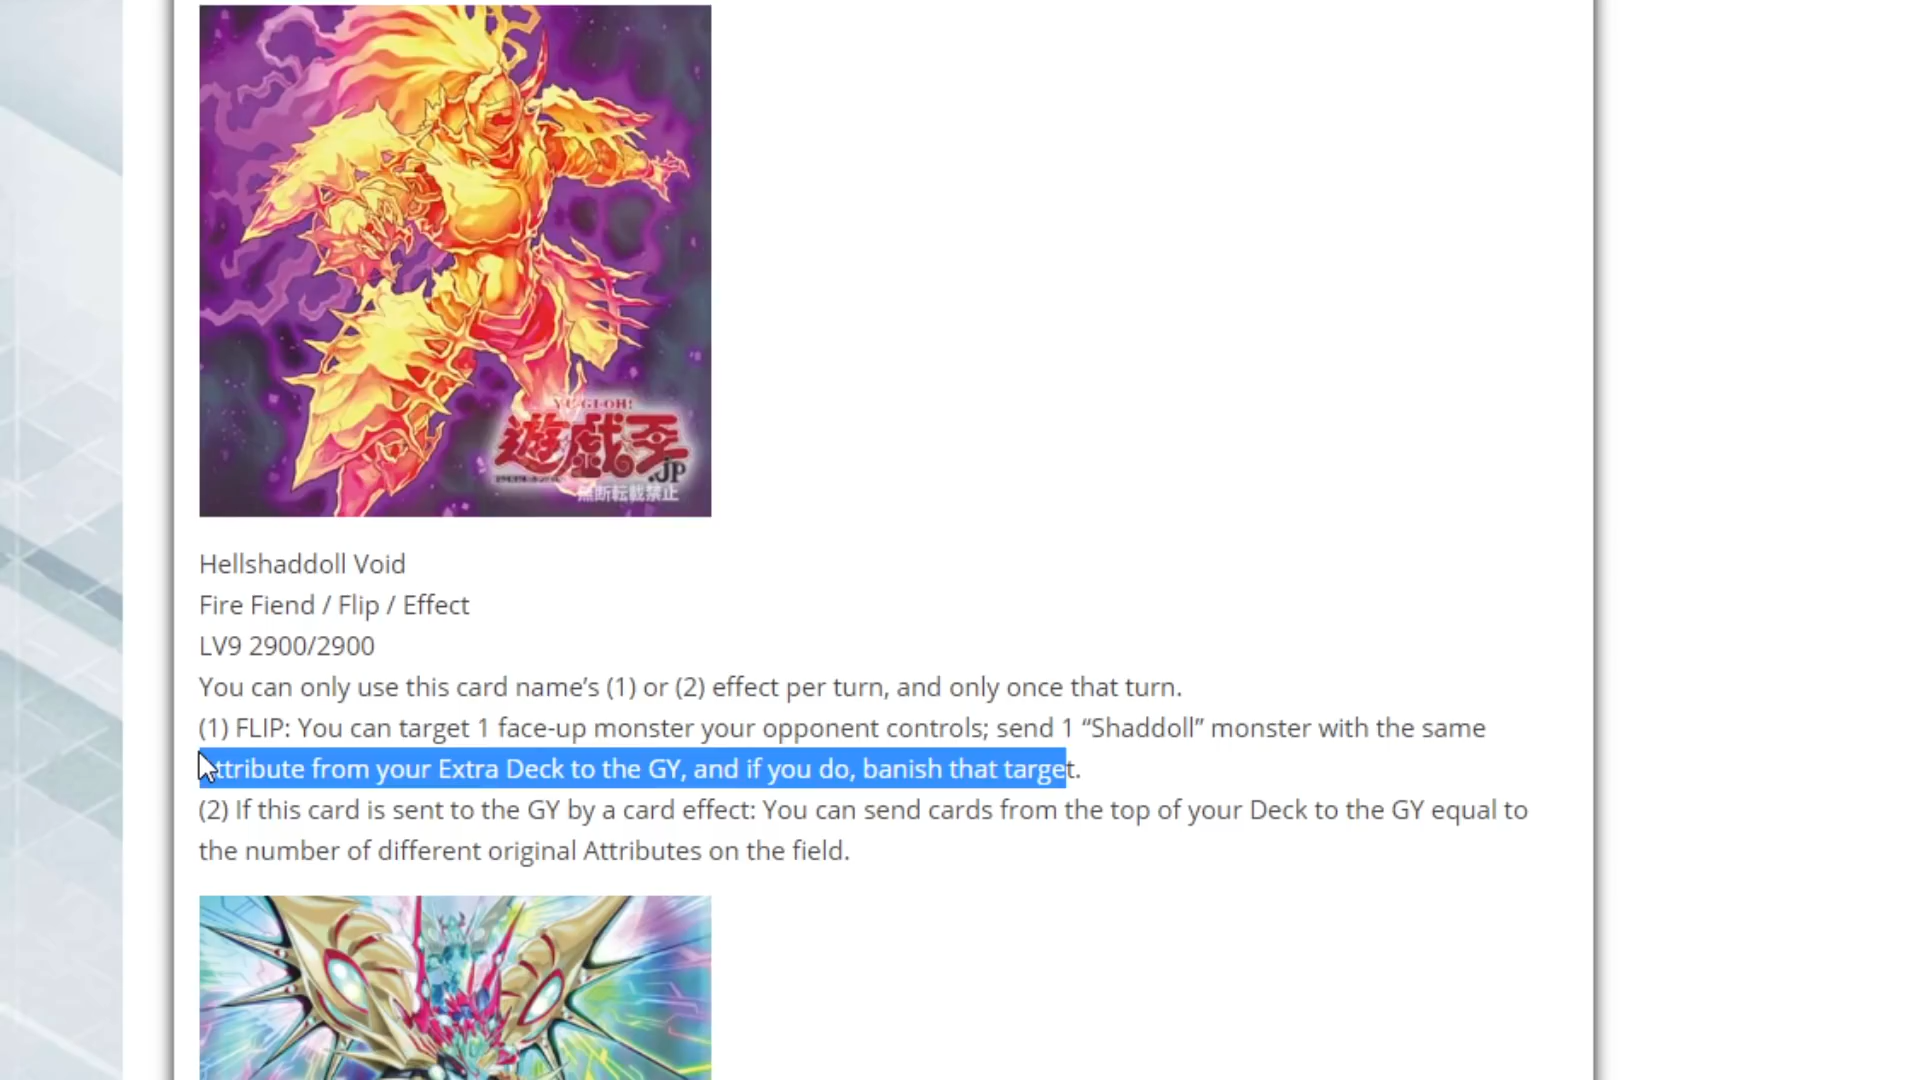 YU-GI-OH!
遊戯王
.JP
無断転載禁止
Hellshaddoll Void
Fire Fiend / Flip / Effect
LV9 2900/2900
You can only use this card name’s (1) or (2) effect per turn, and only once that turn.
(1) FLIP: You can target 1 face-up monster your opponent controls; send 1 “Shaddoll” monster with the same
attribute from your Extra Deck to the GY, and if you do, banish that target.
(2) If this card is sent to the GY by a card effect: You can send cards from the top of your Deck to the GY equal to
the number of different original Attributes on the field.